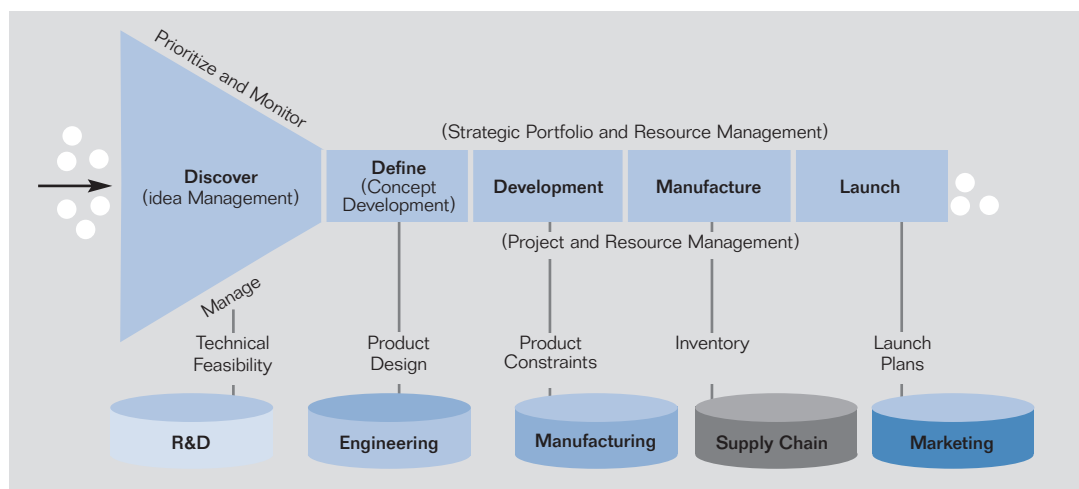 Prioritize and Monitor
(Strategic Portfolio and Resource Management)
Discover
(idea Management)
Define
(Concept
Development)
Development
Manufacture
Launch
(Project and Resource Management)
Manage
Technical
Feasibility
Product
Design
Product
Constraints
Inventory
Launch
Plans
R&D
Engineering
Manufacturing
Supply Chain
Marketing